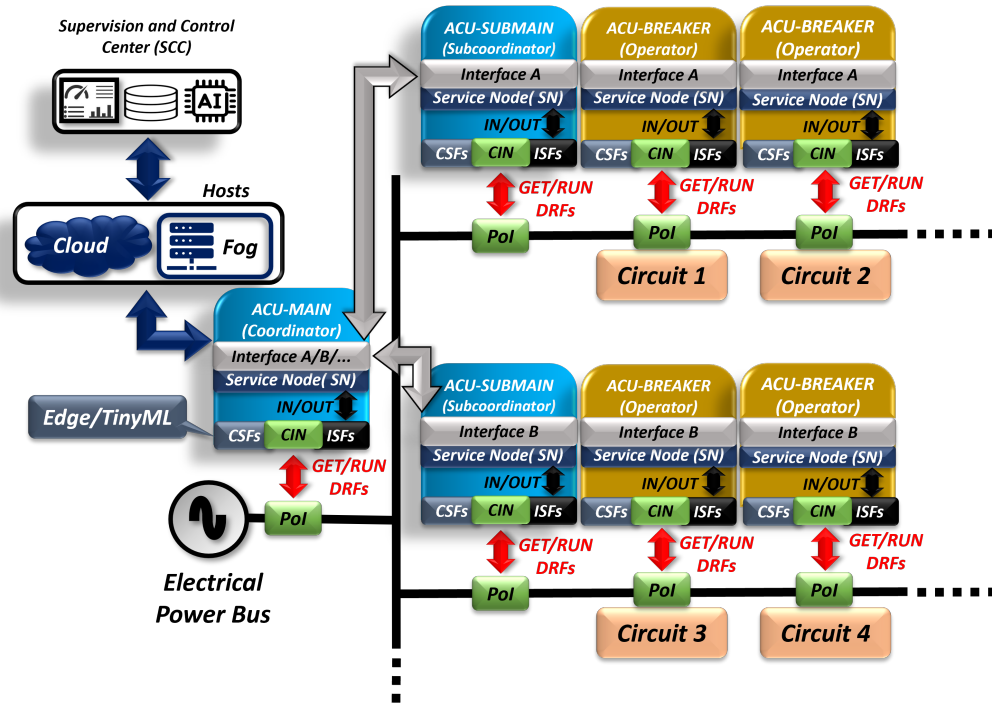 Supervision and Control
Center (SCC)
AI
Hosts
Cloud
Fog
ACU-MAIN
(Coordinator)
Interface A/B/...
Service Node( SN)
IN/OUT
CSFs
CIN
ISFs
Edge/TinyML
GET/RUN
DRFs
PoI
Electrical
Power Bus
ACU-SUBMAIN
(Subcoordinator)
Interface A
Service Node( SN)
IN/OUT
CSFs
CIN
ISFs
GET/RUN
DRFs
PoI
ACU-BREAKER
(Operator)
Interface A
Service Node (SN)
IN/OUT
CSFs
CIN
ISFs
GET/RUN
DRFs
PoI
Circuit 1
ACU-BREAKER
(Operator)
Interface A
Service Node (SN)
IN/OUT
CSFs
CIN
ISFs
GET/RUN
DRFs
PoI
Circuit 2
ACU-SUBMAIN
(Subcoordinator)
Interface B
Service Node( SN)
IN/OUT
CSFs
CIN
ISFs
GET/RUN
DRFs
PoI
ACU-BREAKER
(Operator)
Interface B
Service Node (SN)
IN/OUT
CSFs
CIN
ISFs
GET/RUN
DRFs
PoI
Circuit 3
ACU-BREAKER
(Operator)
Interface B
Service Node (SN)
IN/OUT
CSFs
CIN
ISFs
GET/RUN
DRFs
PoI
Circuit 4